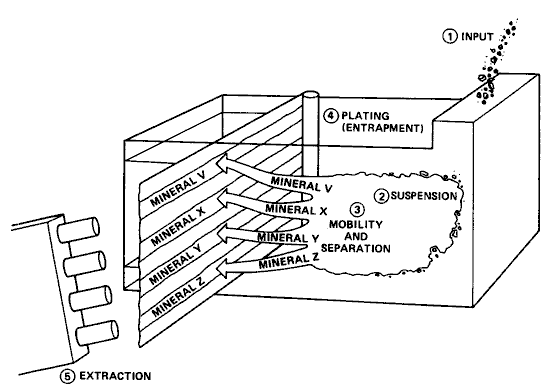 ① INPUT
④ PLATING
(ENTRAPMENT)
MINERAL V
MINERAL V
② SUSPENSION
MINERAL X
③
MOBILITY
AND
SEPARATION
MINERAL X
MINERAL Y
MINERAL Y
MINERAL Z
MINERAL Z
⑤ EXTRACTION